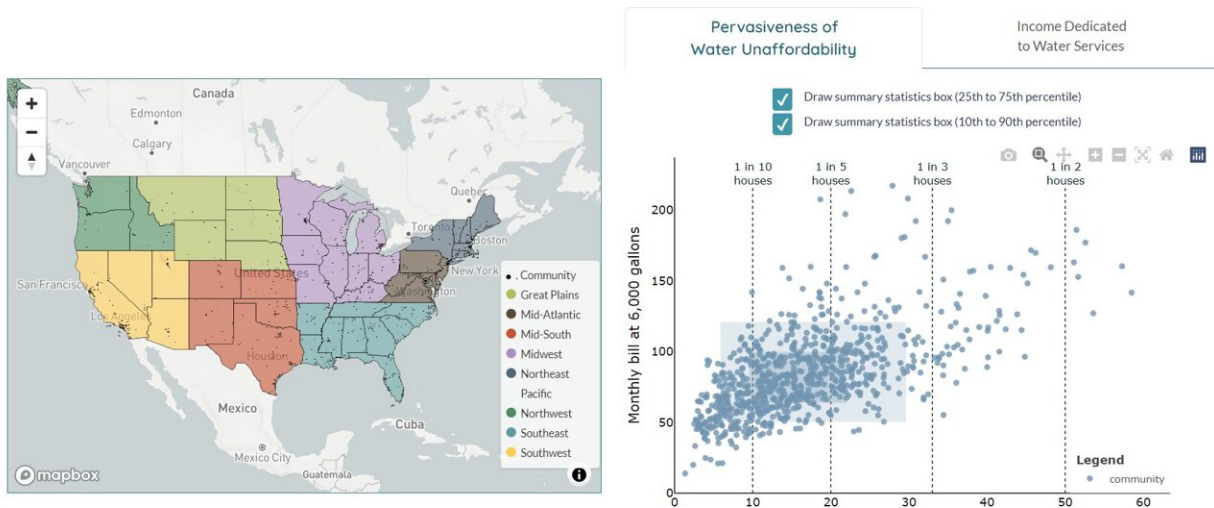 Pervasiveness of
Water Unaffordability
Income Dedicated
to Water Services
Draw summary statistics box (25th to 75th percentile)
Draw summary statistics box (10th to 90th percentile)
Canada
Edmonton
Calgary
Vancouver
Quebec
Toronto
Boston
New York
Washington
United States
San Francisco
Los Angeles
Houston
Mexico
Mexico City
Cuba
Guatemala
Community
Great Plains
Mid-Atlantic
Mid-South
Midwest
Northeast
Pacific
Northwest
Southeast
Southwest
mapbox
1 in 10
houses
1 in 5
houses
1 in 3
houses
1 in 2
houses
Monthly bill at 6,000 gallons
200
150
100
50
0
0
10
20
30
40
50
60
Legend
community